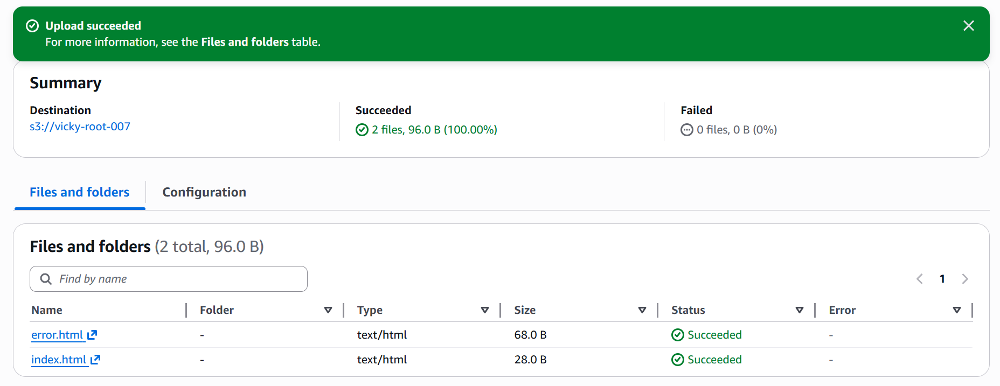 Upload succeeded
For more information, see the Files and folders table.
Summary
Destination
s3://vicky-root-007
Succeeded
2 files, 96.0 B (100.00%)
Failed
0 files, 0 B (0%)
Files and folders
Configuration
Files and folders (2 total, 96.0 B)
Find by name
1
Name Folder Type Size Status Error
error.html - text/html 68.0 B Succeeded -
index.html - text/html 28.0 B Succeeded -